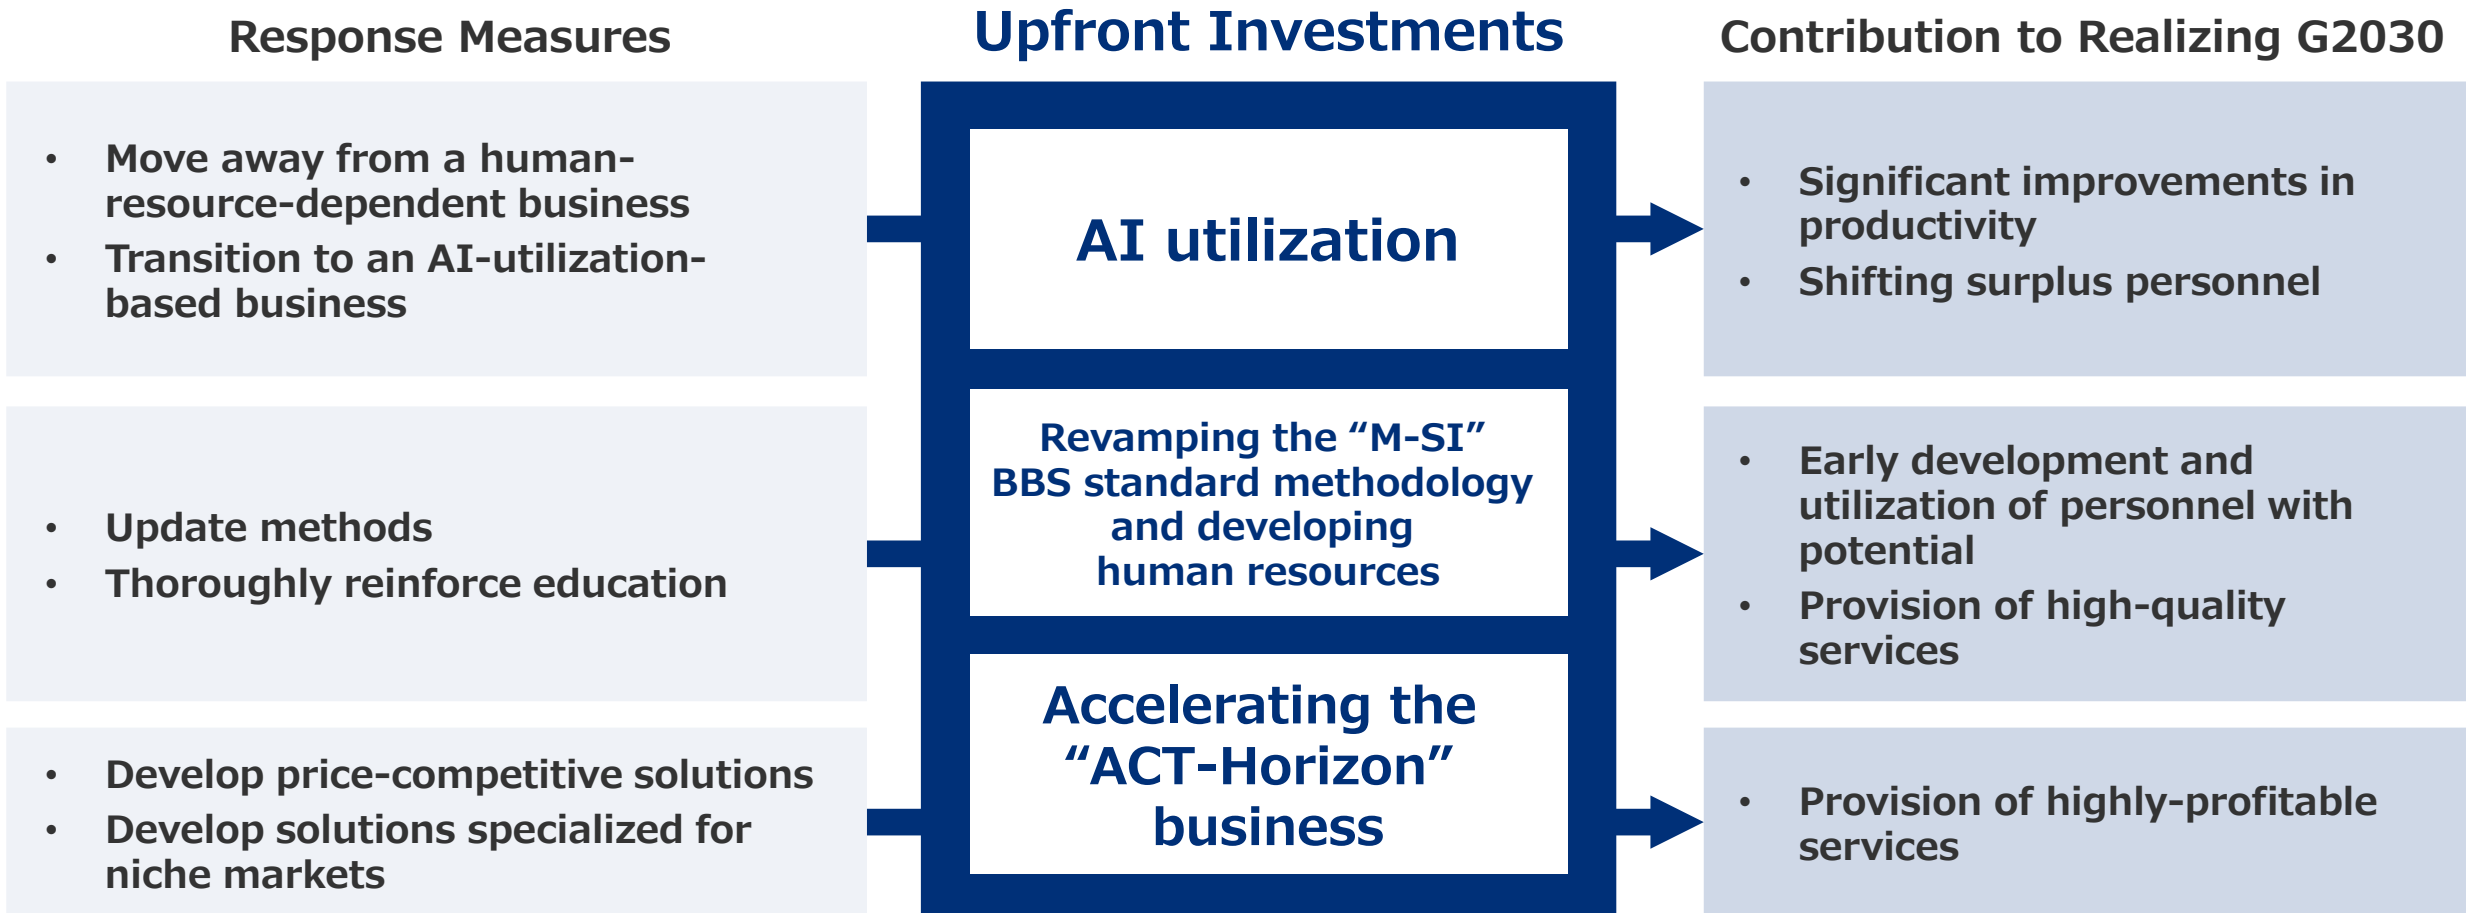 Response Measures
Upfront Investments
Contribution to Realizing G2030
• Move away from a human-
resource-dependent business
• Transition to an AI-utilization-
based business
AI utilization
• Significant improvements in
productivity
• Shifting surplus personnel
• Update methods
• Thoroughly reinforce education
Revamping the “M-SI”
BBS standard methodology
and developing
human resources
• Early development and
utilization of personnel with
potential
• Provision of high-quality
services
• Develop price-competitive solutions
• Develop solutions specialized for
niche markets
Accelerating the
“ACT-Horizon”
business
• Provision of highly-profitable
services